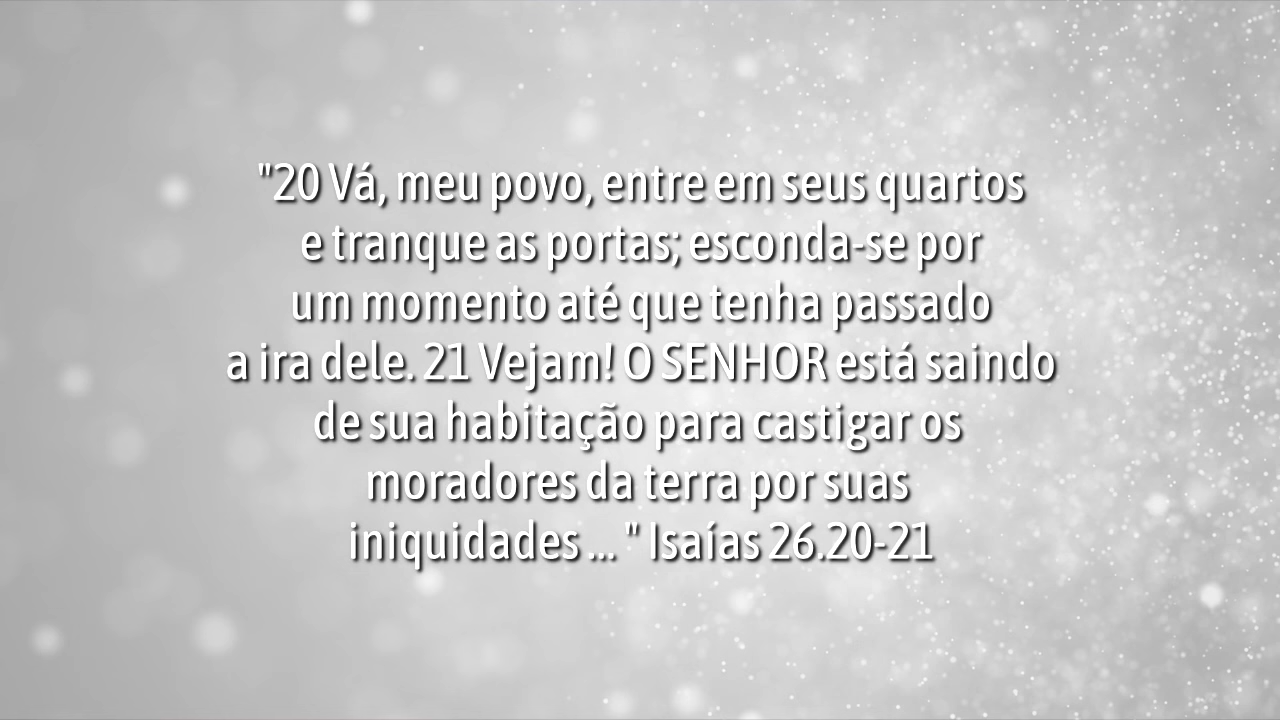 "20 Vá, meu povo, entre em seus quartos
e tranque as portas; esconda-se por
um momento até que tenha passado
a ira dele. 21 Vejam! O SENHOR está saindo
de sua habitação para castigar os
moradores da terra por suas
iniquidades ... " Isaías 26.20-21